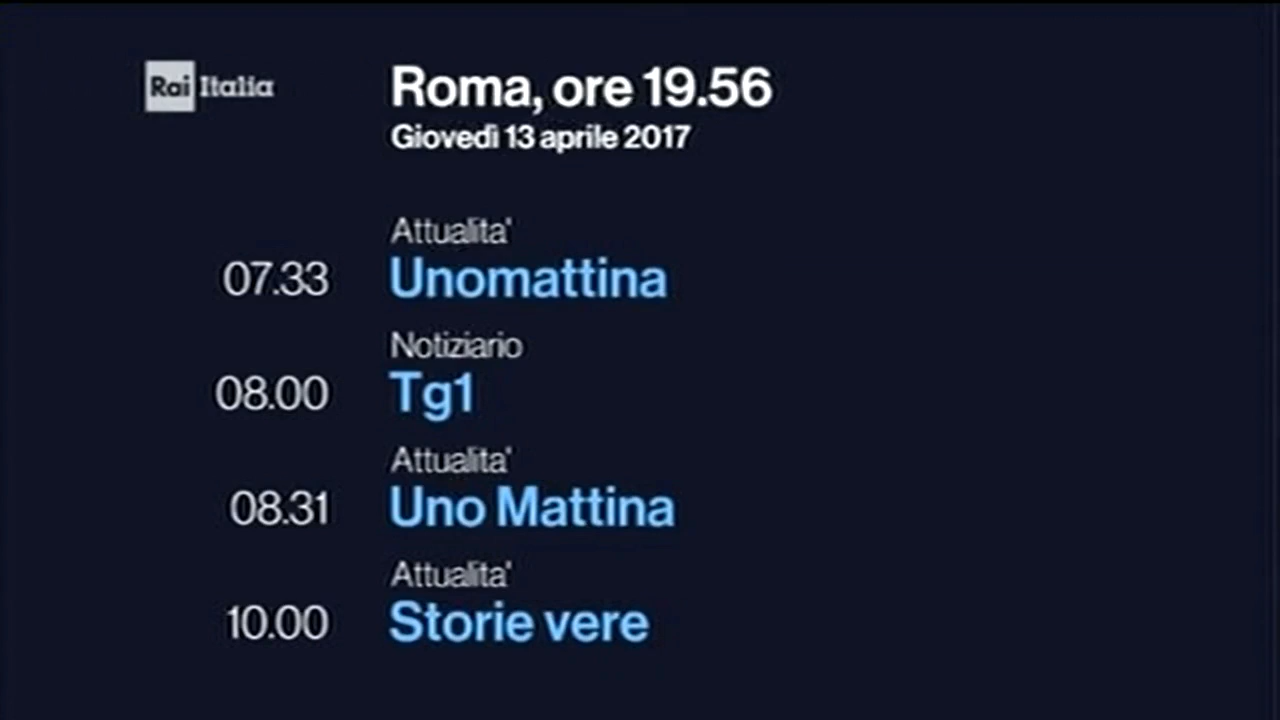 Rai Italia
Roma, ore 19.56
Giovedì 13 aprile 2017
Attualita'
07.33 Unomattina
Notiziario
08.00 Tg1
Attualita'
08.31 Uno Mattina
Attualita'
10.00 Storie vere